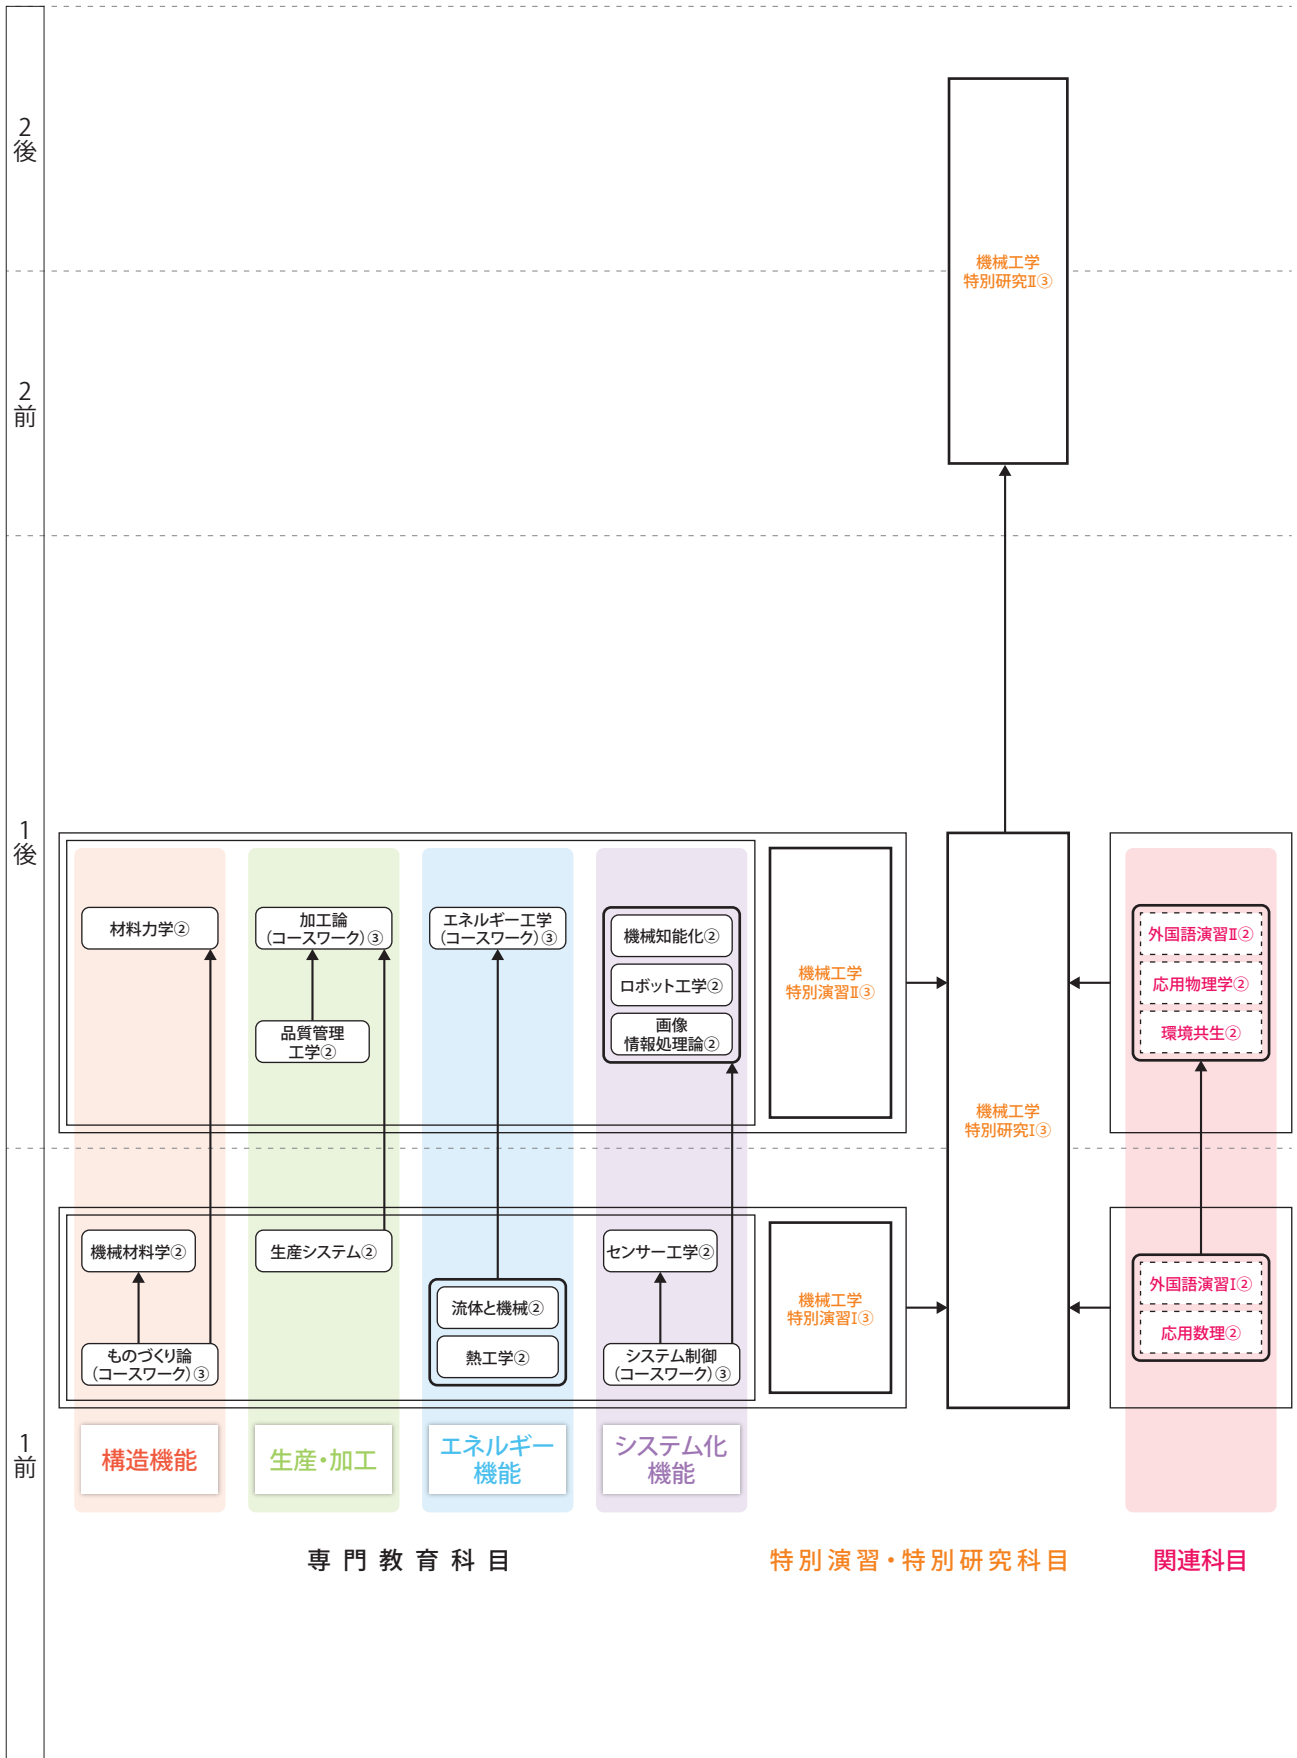 2
後
機械工学
特別研究Ⅱ③
2
前
1
後
材料力学②
加工論
(コースワーク)③
エネルギー工学
(コースワーク)③
機械知能化②
ロボット工学②
画像
情報処理論②
品質管理
工学②
機械工学
特別演習Ⅱ③
外国語演習Ⅱ②
応用物理学②
環境共生②
機械工学
特別研究Ⅰ③
機械材料学②
生産システム②
流体と機械②
熱工学②
センサー工学②
ものづくり論
(コースワーク)③
システム制御
(コースワーク)③
機械工学
特別演習Ⅰ③
外国語演習Ⅰ②
応用数理②
1
前
構造機能
生産・加工
エネルギー
機能
システム化
機能
専門教育科目
特別演習・特別研究科目
関連科目